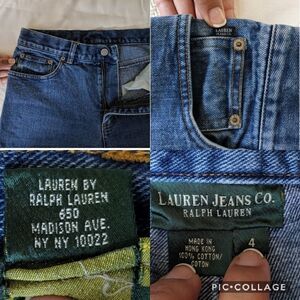 LAUREN
LAUREN BY
RALPH LAUREN
650
MADISON AVE.
NY NY 10022
LAUREN JEANS CO.
RALPH LAUREN
MADE IN
HONG KONG
100% COTTON/
COTON
4
PIC•COLLAGE